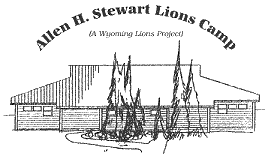 Allen H. Stewart Lions Camp
(A Wyoming Lions Project)